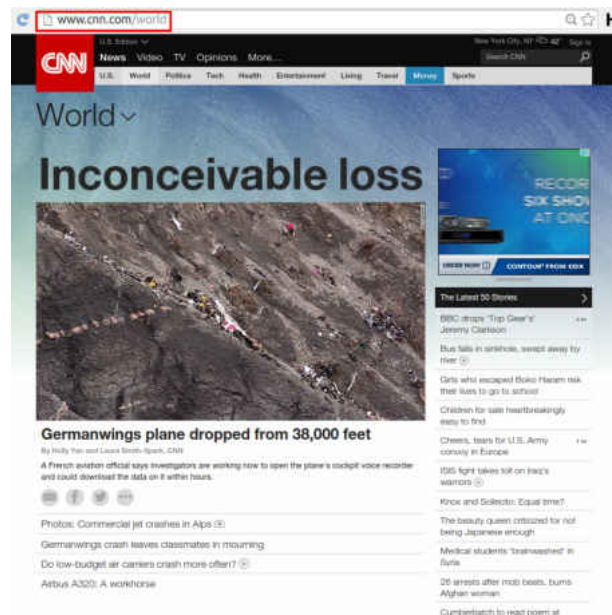 www.cnn.com/world
U.S. Edition
New York City, NY 42° Sign in
CNN
News Video TV Opinions More...
Search CNN
U.S. World Politics Tech Health Entertainment Living Travel Money Sports
World
Inconceivable loss
RECOR
SIX SHOW
AT ONC
ORDER NOW
CONTOUR FROM COX
Germanwings plane dropped from 38,000 feet
By Holly Yan and Laura Smith-Spark, CNN
A French aviation official says investigators are working now to open the plane's cockpit voice recorder
and could download the data on it within hours.
Photos: Commercial jet crashes in Alps
Germanwings crash leaves classmates in mourning
Do low-budget air carriers crash more often?
Airbus A320: A workhorse
The Latest 50 Stories
BBC drops 'Top Gear's'
Jeremy Clarkson
Bus falls in sinkhole, swept away by
river
Girls who escaped Boko Haram risk
their lives to go to school
Children for sale heartbreakingly
easy to find
Cheers, tears for U.S. Army
convoy in Europe
ISIS fight takes toll on Iraq's
warriors
Knox and Sollecito: Equal time?
The beauty queen criticized for not
being Japanese enough
Medical students 'brainwashed' in
Syria
26 arrests after mob beats, burns
Afghan woman
Cumberbatch to read poem at